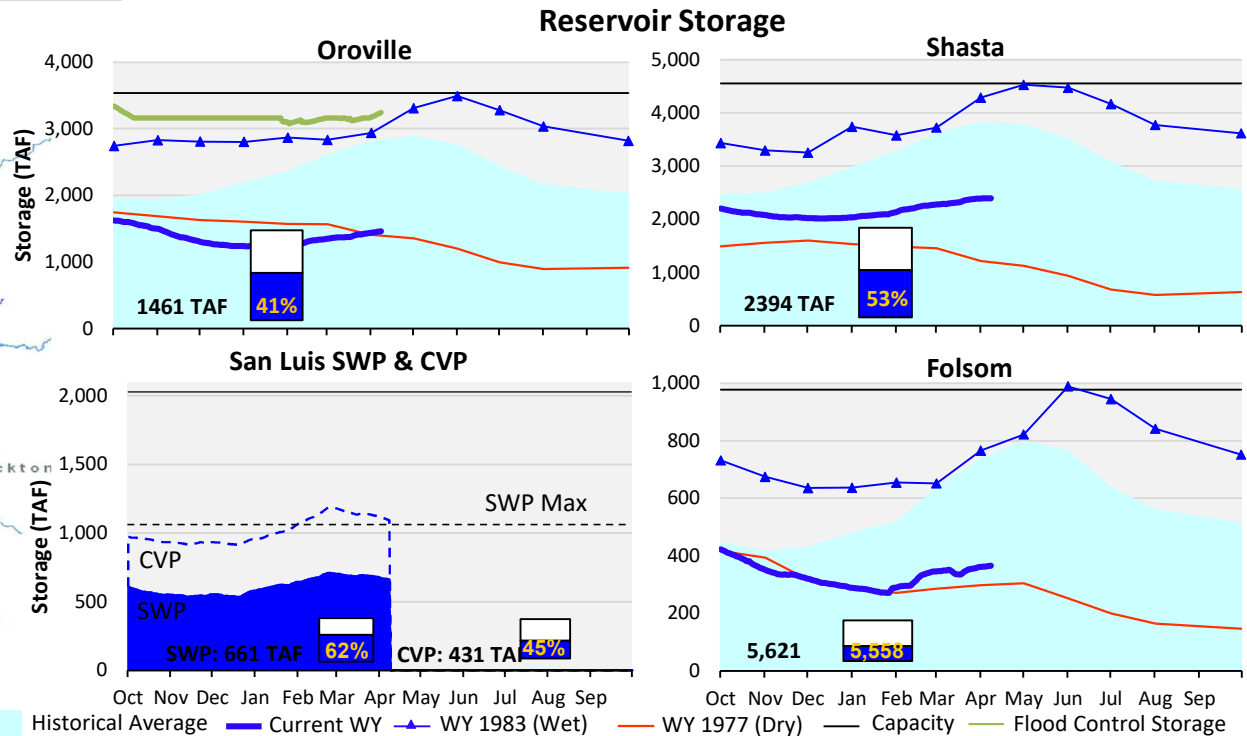 Reservoir Storage
Oroville
Shasta
Storage (TAF)
4,000
3,000
2,000
1,000
0
1461 TAF
41%
5,000
4,000
3,000
2,000
1,000
0
2394 TAF
53%
San Luis SWP & CVP
Folsom
ckton
Storage (TAF)
2,000
1,500
1,000
500
0
SWP Max
CVP
SWP
SWP: 661 TAF
62%
CVP: 431 TAF
45%
1,000
800
600
400
200
0
5,621
5,558
Oct Nov Dec Jan Feb Mar Apr May Jun Jul Aug Sep
Oct Nov Dec Jan Feb Mar Apr May Jun Jul Aug Sep
Historical Average Current WY WY 1983 (Wet) WY 1977 (Dry) Capacity Flood Control Storage